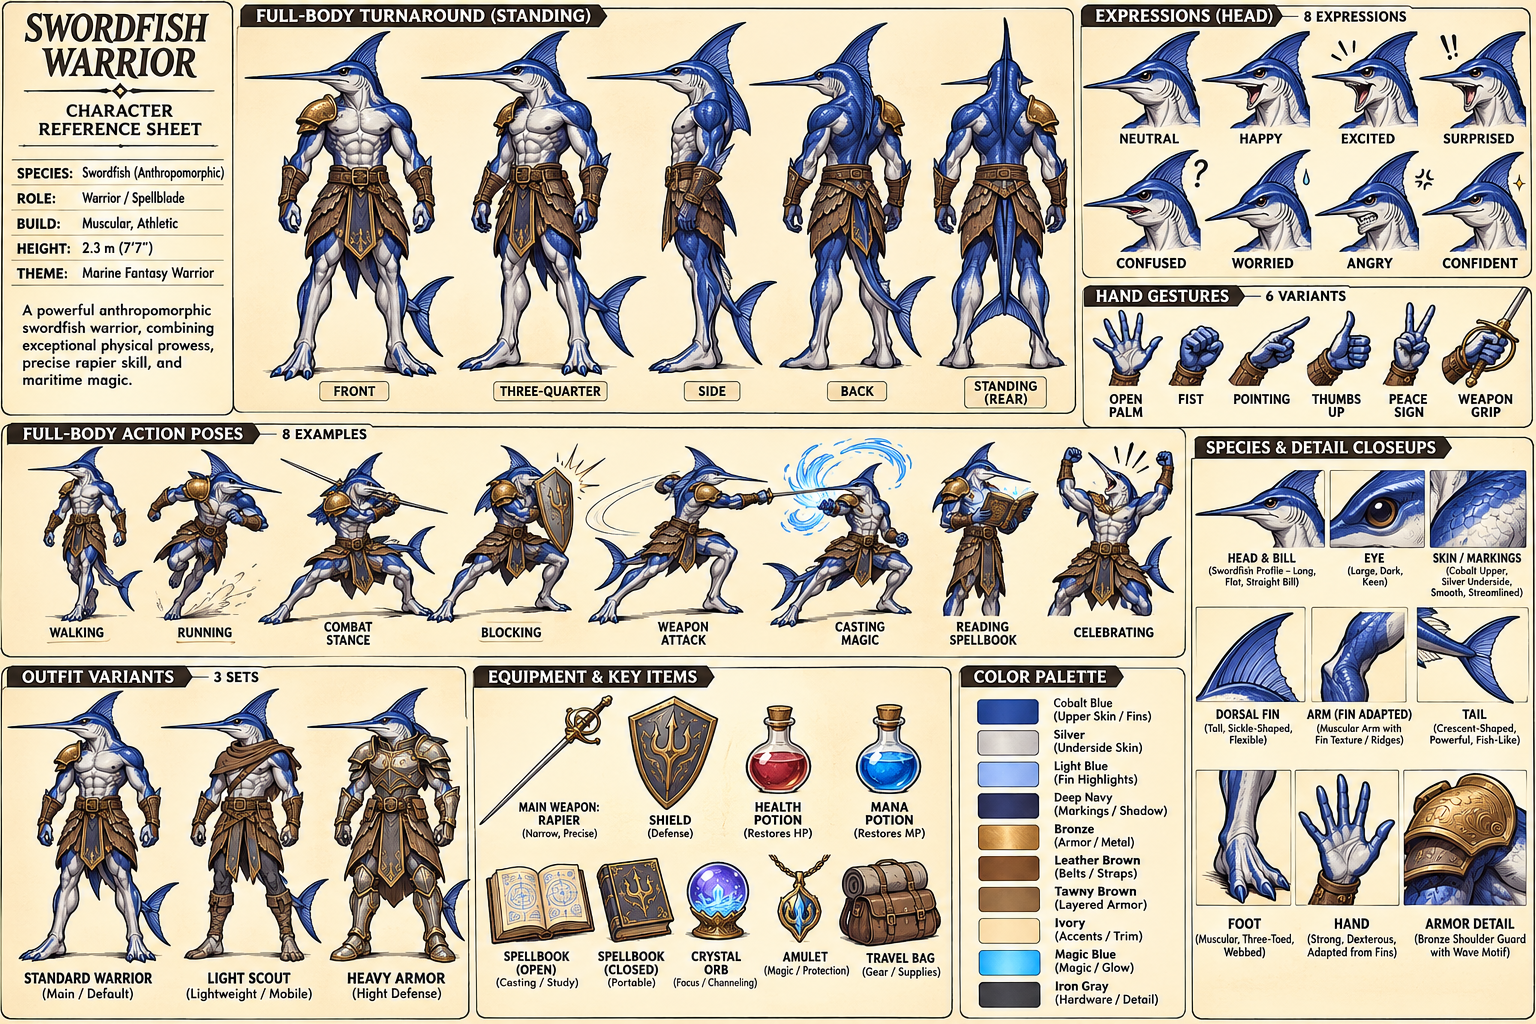 SWORDFISH
WARRIOR
CHARACTER
REFERENCE SHEET
SPECIES: Swordfish (Anthropomorphic)
ROLE: Warrior / Spellblade
BUILD: Muscular, Athletic
HEIGHT: 2.3 m (7'7")
THEME: Marine Fantasy Warrior
A powerful anthropomorphic
swordfish warrior, combining
exceptional physical prowess,
precise rapier skill, and
maritime magic.
FULL-BODY TURNAROUND (STANDING)
FRONT
THREE-QUARTER
SIDE
BACK
STANDING
(REAR)
EXPRESSIONS (HEAD) — 8 EXPRESSIONS
!!
NEUTRAL
HAPPY
EXCITED
SURPRISED
?
CONFUSED
WORRIED
ANGRY
CONFIDENT
HAND GESTURES — 6 VARIANTS
OPEN
PALM
FIST
POINTING
THUMBS
UP
PEACE
SIGN
WEAPON
GRIP
FULL-BODY ACTION POSES — 8 EXAMPLES
WALKING
RUNNING
COMBAT
STANCE
BLOCKING
WEAPON
ATTACK
CASTING
MAGIC
READING
SPELLBOOK
CELEBRATING
SPECIES & DETAIL CLOSEUPS
HEAD & BILL
(Swordfish Profile – Long,
Flat, Straight Bill)
EYE
(Large, Dark,
Keen)
SKIN / MARKINGS
(Cobalt Upper,
Silver Underside,
Smooth, Streamlined)
DORSAL FIN
(Tall, Sickle-Shaped,
Flexible)
ARM (FIN ADAPTED)
(Muscular Arm with
Fin Texture / Ridges)
TAIL
(Crescent-Shaped,
Powerful, Fish-Like)
FOOT
(Muscular, Three-Toed,
Webbed)
HAND
(Strong, Dexterous,
Adapted from Fins)
ARMOR DETAIL
(Bronze Shoulder Guard
with Wave Motif)
OUTFIT VARIANTS — 3 SETS
STANDARD WARRIOR
(Main / Default)
LIGHT SCOUT
(Lightweight / Mobile)
HEAVY ARMOR
(Hight Defense)
EQUIPMENT & KEY ITEMS
MAIN WEAPON:
RAPIER
(Narrow, Precise)
SHIELD
(Defense)
HEALTH
POTION
(Restores HP)
MANA
POTION
(Restores MP)
SPELLBOOK
(OPEN)
(Casting / Study)
SPELLBOOK
(CLOSED)
(Portable)
CRYSTAL
ORB
(Focus / Channeling)
AMULET
(Magic / Protection)
TRAVEL BAG
(Gear / Supplies)
COLOR PALETTE
Cobalt Blue
(Upper Skin / Fins)
Silver
(Underside Skin)
Light Blue
(Fin Highlights)
Deep Navy
(Markings / Shadow)
Bronze
(Armor / Metal)
Leather Brown
(Belts / Straps)
Tawny Brown
(Layered Armor)
Ivory
(Accents / Trim)
Magic Blue
(Magic / Glow)
Iron Gray
(Hardware / Detail)